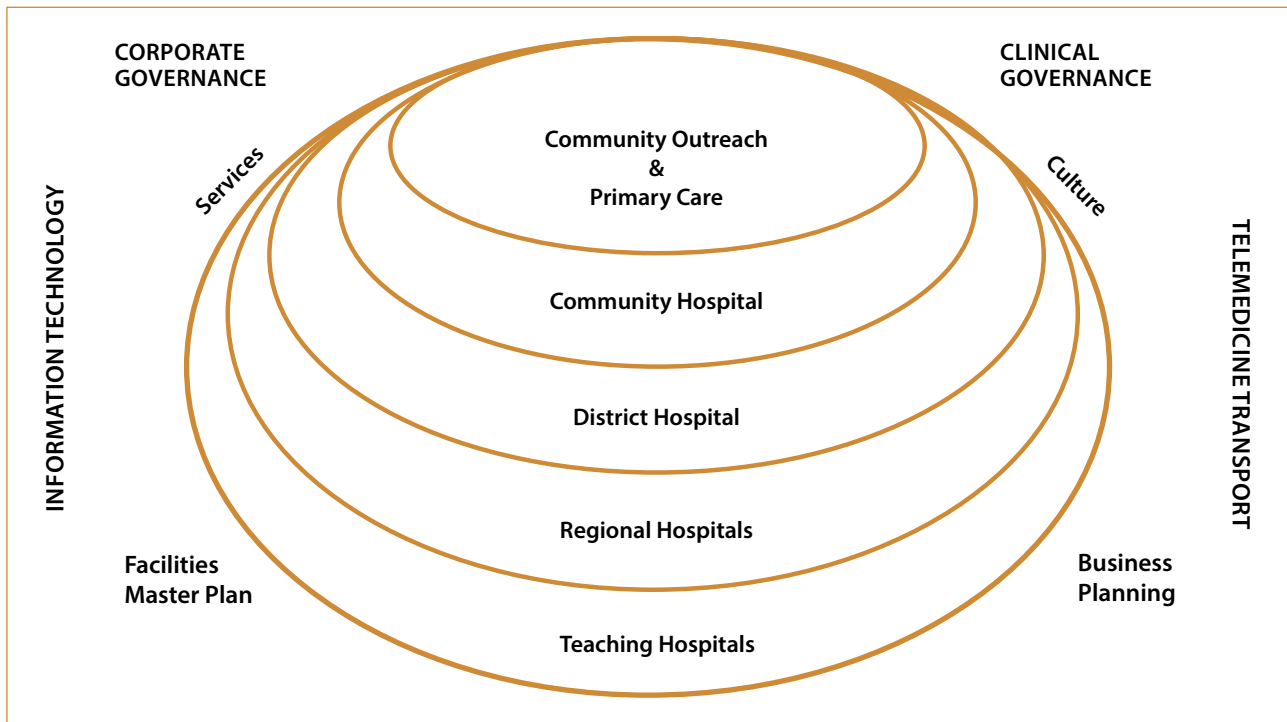 CORPORATE
GOVERNANCE
CLINICAL
GOVERNANCE
Services
Culture
Community Outreach
&
Primary Care
INFORMATION TECHNOLOGY
TELEMEDICINE TRANSPORT
Community Hospital
District Hospital
Regional Hospitals
Facilities
Master Plan
Business
Planning
Teaching Hospitals